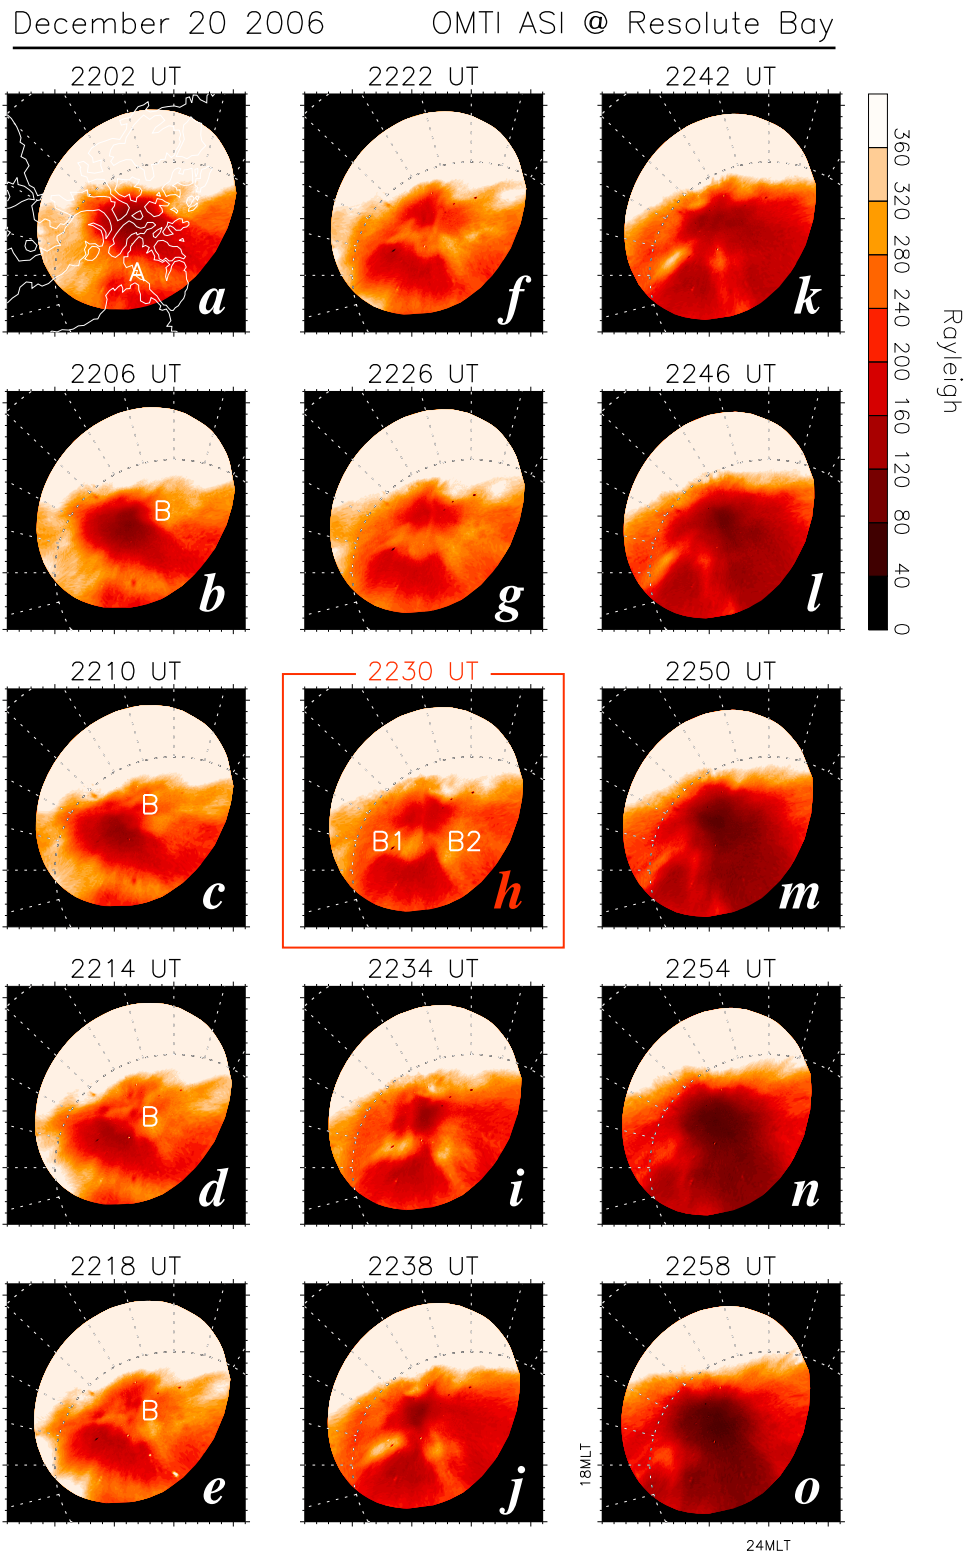 December 20 2006 OMTI ASI @ Resolute Bay
2202 UT 2222 UT 2242 UT
A
a f k
360
320
280
240
200
160
120
80
40
0
Rayleigh
2206 UT 2226 UT 2246 UT
B
b g l
2210 UT 2230 UT 2250 UT
B B1 B2
c h m
2214 UT 2234 UT 2254 UT
B
d i n
2218 UT 2238 UT 2258 UT
B
e j o
18MLT
24MLT